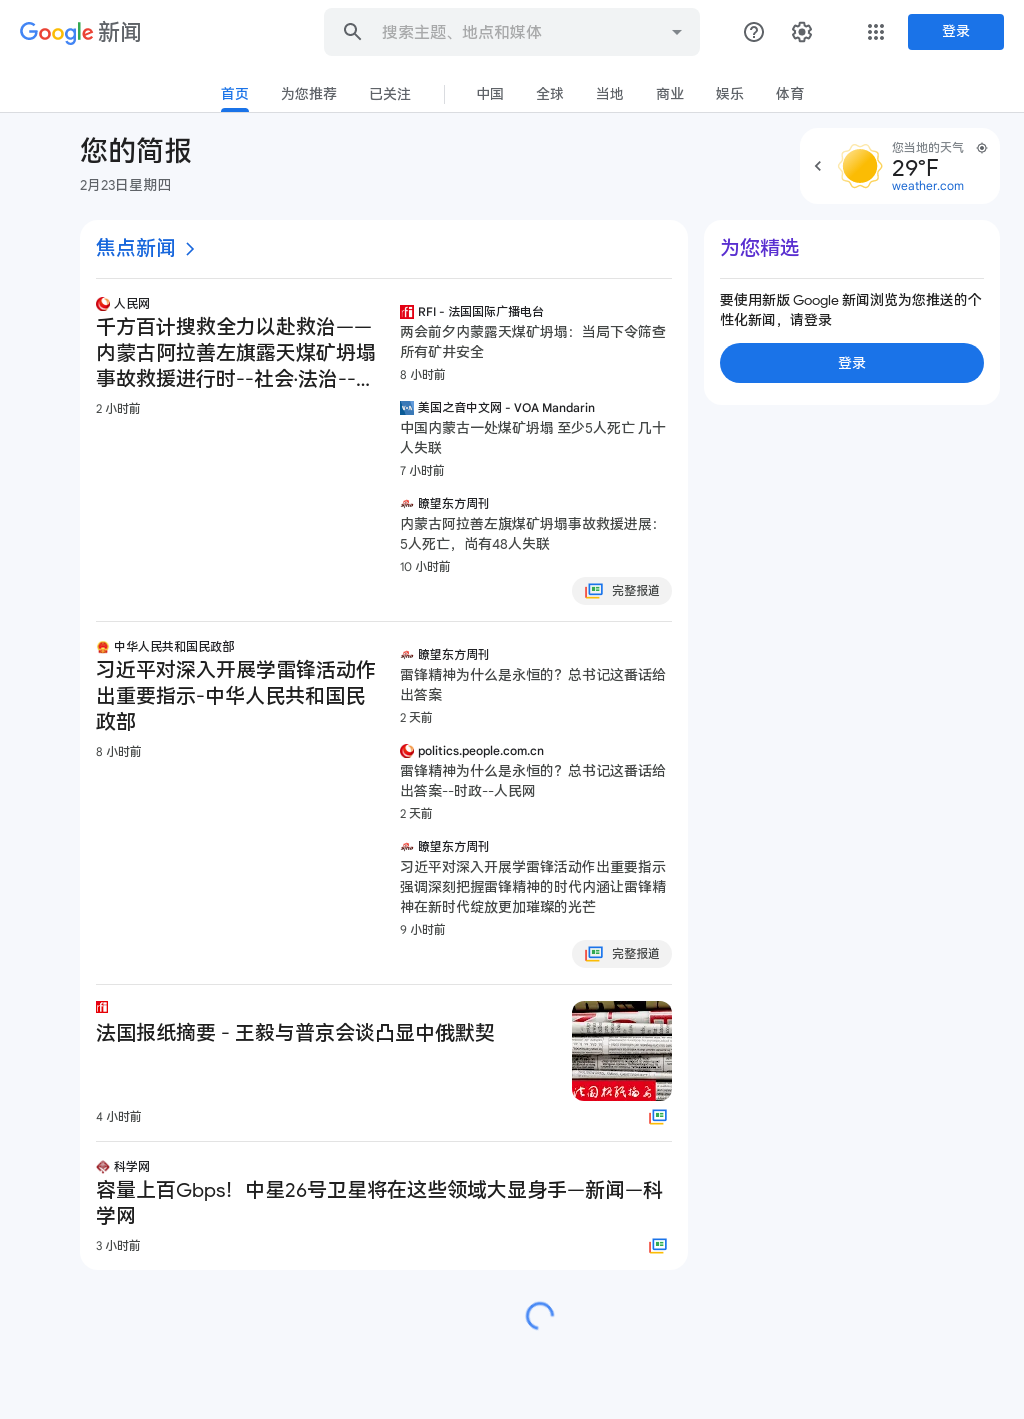 Google 新闻
搜索主题、地点和媒体
登录
首页
为您推荐
已关注
中国
全球
当地
商业
娱乐
体育
您的简报
2月23日星期四
您当地的天气
29°F
weather.com
焦点新闻
人民网
千方百计搜救全力以赴救治——
内蒙古阿拉善左旗露天煤矿坍塌
事故救援进行时--社会·法治--...
2 小时前
RFI - 法国国际广播电台
两会前夕内蒙露天煤矿坍塌：当局下令筛查
所有矿井安全
8 小时前
美国之音中文网 - VOA Mandarin
中国内蒙古一处煤矿坍塌 至少5人死亡 几十
人失联
7 小时前
瞭望东方周刊
内蒙古阿拉善左旗煤矿坍塌事故救援进展：
5人死亡，尚有48人失联
10 小时前
完整报道
中华人民共和国民政部
习近平对深入开展学雷锋活动作
出重要指示-中华人民共和国民
政部
8 小时前
瞭望东方周刊
雷锋精神为什么是永恒的？总书记这番话给
出答案
2 天前
politics.people.com.cn
雷锋精神为什么是永恒的？总书记这番话给
出答案--时政--人民网
2 天前
瞭望东方周刊
习近平对深入开展学雷锋活动作出重要指示
强调深刻把握雷锋精神的时代内涵让雷锋精
神在新时代绽放更加璀璨的光芒
9 小时前
完整报道
法国报纸摘要 - 王毅与普京会谈凸显中俄默契
法国报纸摘要
4 小时前
科学网
容量上百Gbps！中星26号卫星将在这些领域大显身手—新闻—科
学网
3 小时前
为您精选
要使用新版 Google 新闻浏览为您推送的个
性化新闻，请登录
登录